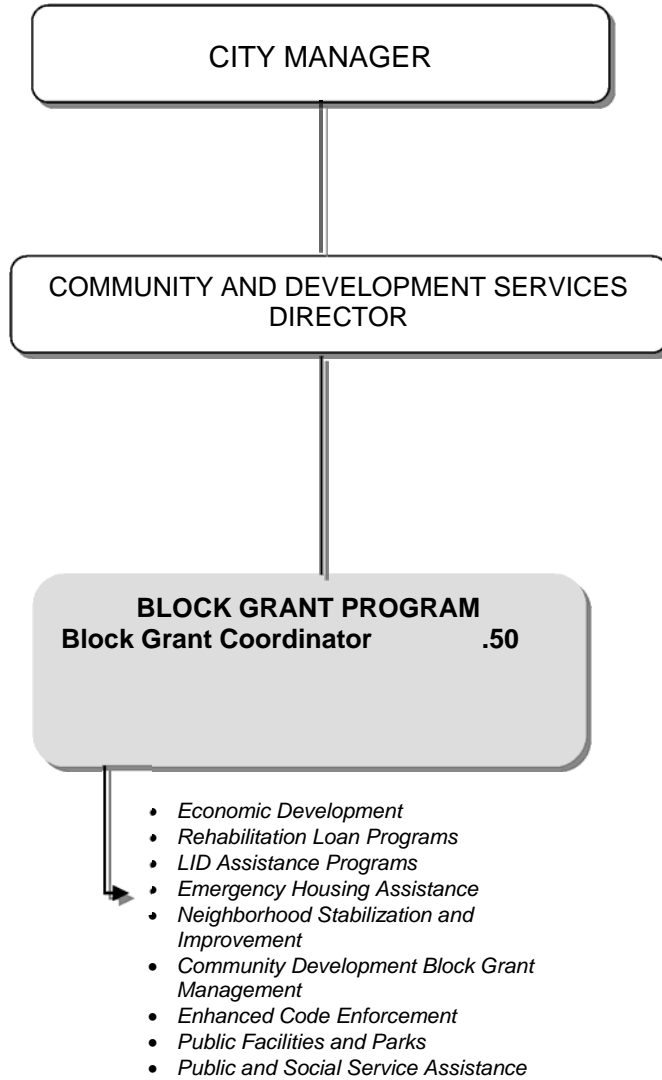 CITY MANAGER
COMMUNITY AND DEVELOPMENT SERVICES
DIRECTOR
BLOCK GRANT PROGRAM
Block Grant Coordinator .50
• Economic Development
• Rehabilitation Loan Programs
• LID Assistance Programs
• Emergency Housing Assistance
• Neighborhood Stabilization and
Improvement
• Community Development Block Grant
Management
• Enhanced Code Enforcement
• Public Facilities and Parks
• Public and Social Service Assistance